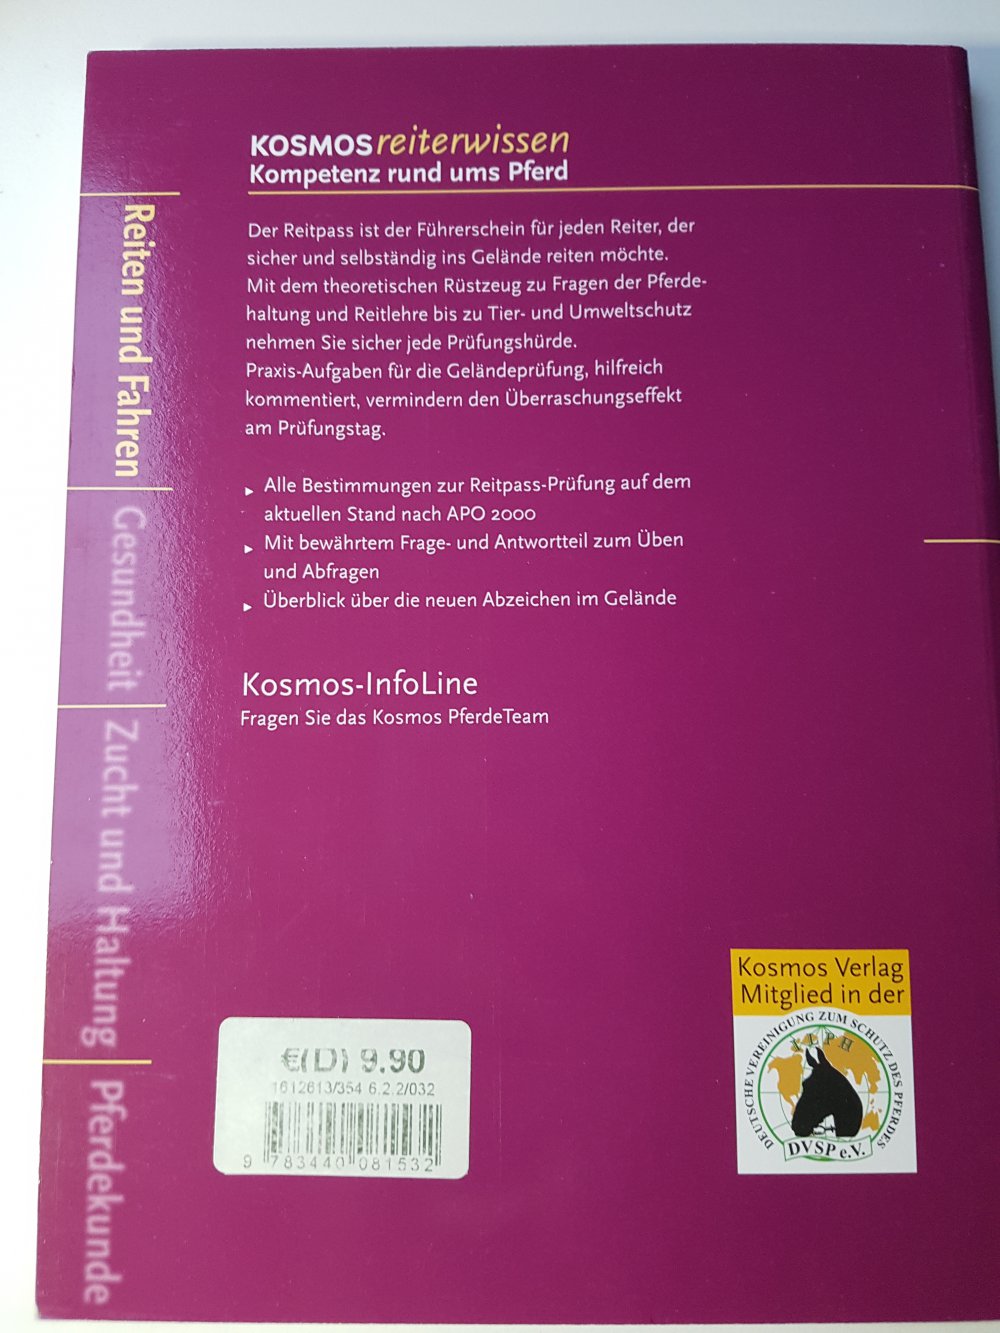 KOSMOSreiterwissen
Kompetenz rund ums Pferd
Der Reitpass ist der Führerschein für jeden Reiter, der
sicher und selbständig ins Gelände reiten möchte.
Mit dem theoretischen Rüstzeug zu Fragen der Pferde-
haltung und Reitlehre bis zu Tier- und Umweltschutz
nehmen Sie sicher jede Prüfungshürde.
Praxis-Aufgaben für die Geländeprüfung, hilfreich
kommentiert, vermindern den Überraschungseffekt
am Prüfungstag.
▸ Alle Bestimmungen zur Reitpass-Prüfung auf dem
aktuellen Stand nach APO 2000
▸ Mit bewährtem Frage- und Antwortteil zum Üben
und Abfragen
▸ Überblick über die neuen Abzeichen im Gelände
Kosmos-InfoLine
Fragen Sie das Kosmos PferdeTeam
Reiten und Fahren
Gesundheit
Zucht und Haltung
Pferdekunde
€(D) 9.90
1612613/354 6.2.2/032
9 783440 081532
Kosmos Verlag
Mitglied in der
DEUTSCHE VEREINIGUNG ZUM SCHUTZ DES PFERDES
ILPH
DVSP e.V.